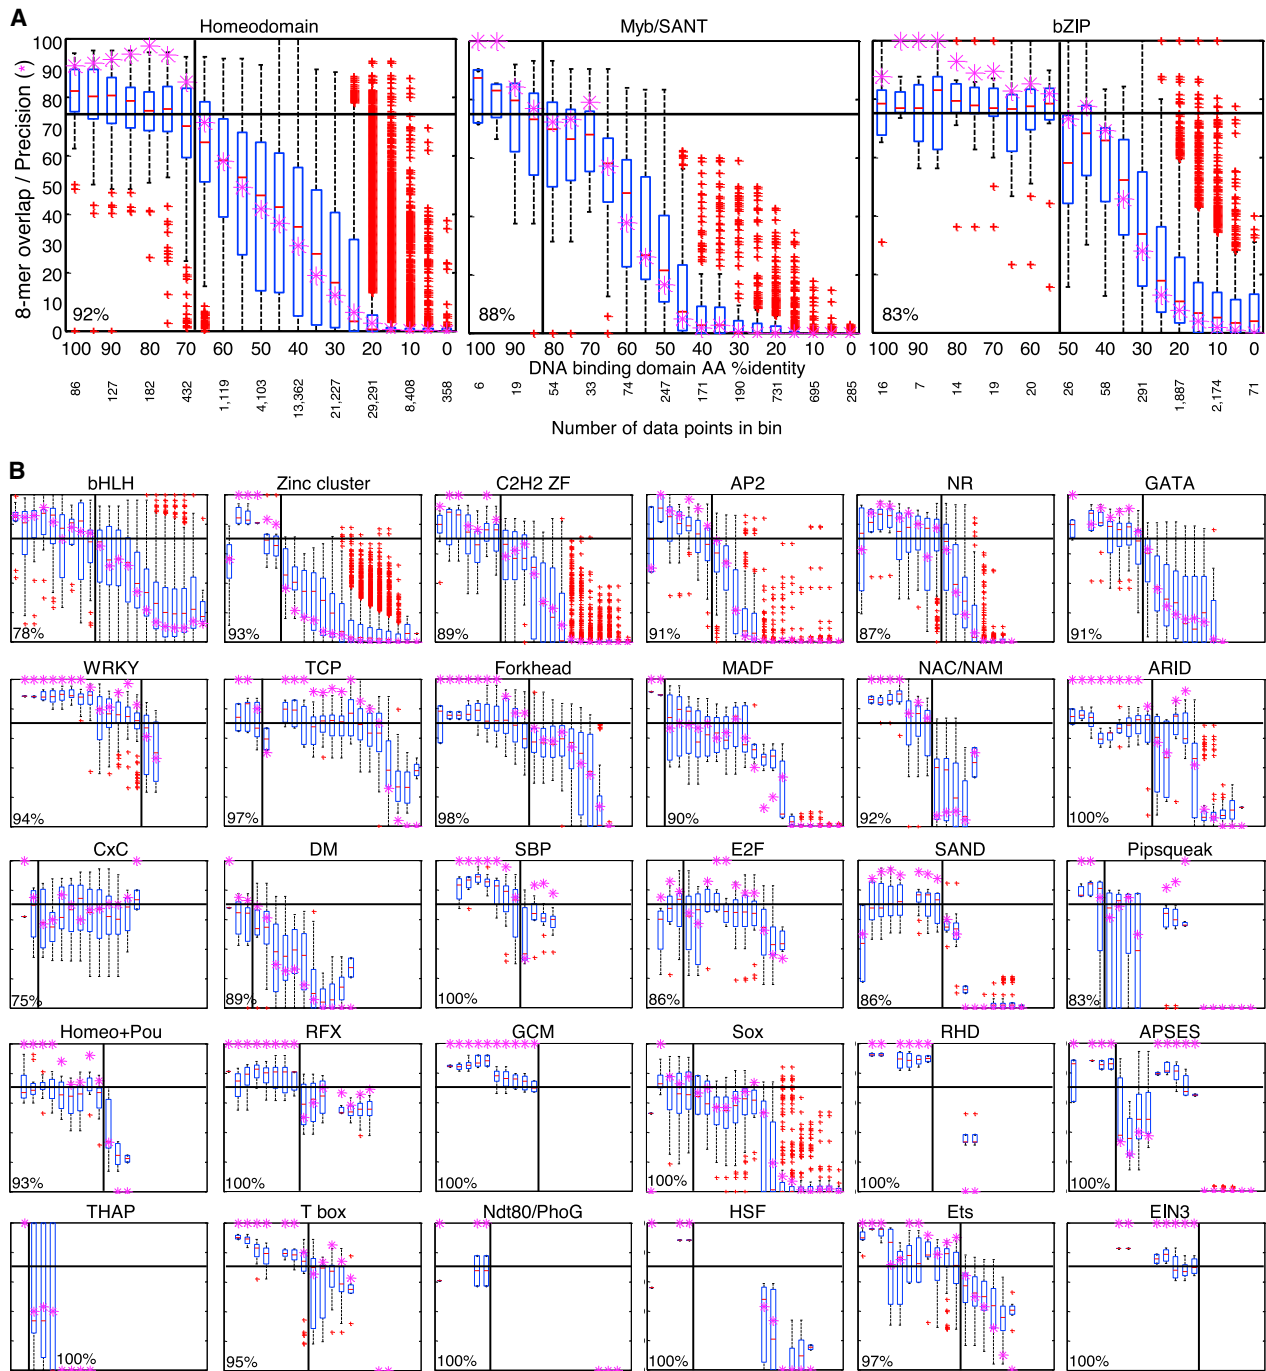 A
Homeodomain Myb/SANT bZIP
8-mer overlap / Precision (*)
100
90
80
70
60
50
40
30
20
10
0
92% 88% 83%
100 90 80 70 60 50 40 30 20 10 0 100 90 80 70 60 50 40 30 20 10 0 100 90 80 70 60 50 40 30 20 10 0
DNA binding domain AA %identity
86 127 182 432 1,119 4,103 13,362 21,227 29,291 8,408 358 6 19 54 33 74 247 171 190 731 695 285 16 7 14 19 20 26 58 291 1,887 2,174 71
Number of data points in bin
B
bHLH Zinc cluster C2H2 ZF AP2 NR GATA
78% 93% 89% 91% 87% 91%
WRKY TCP Forkhead MADF NAC/NAM ARID
94% 97% 98% 90% 92% 100%
CxC DM SBP E2F SAND Pipsqueak
75% 89% 100% 86% 86% 83%
Homeo+Pou RFX GCM Sox RHD APSES
93% 100% 100% 100% 100% 100%
THAP T box Ndt80/PhoG HSF Ets EIN3
100% 95% 100% 100% 97% 100%